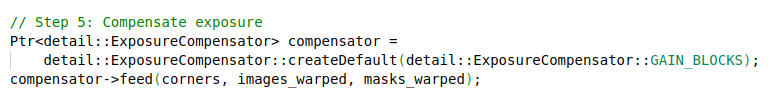 // Step 5: Compensate exposure
Ptr<detail::ExposureCompensator> compensator =
    detail::ExposureCompensator::createDefault(detail::ExposureCompensator::GAIN_BLOCKS);
compensator->feed(corners, images_warped, masks_warped);